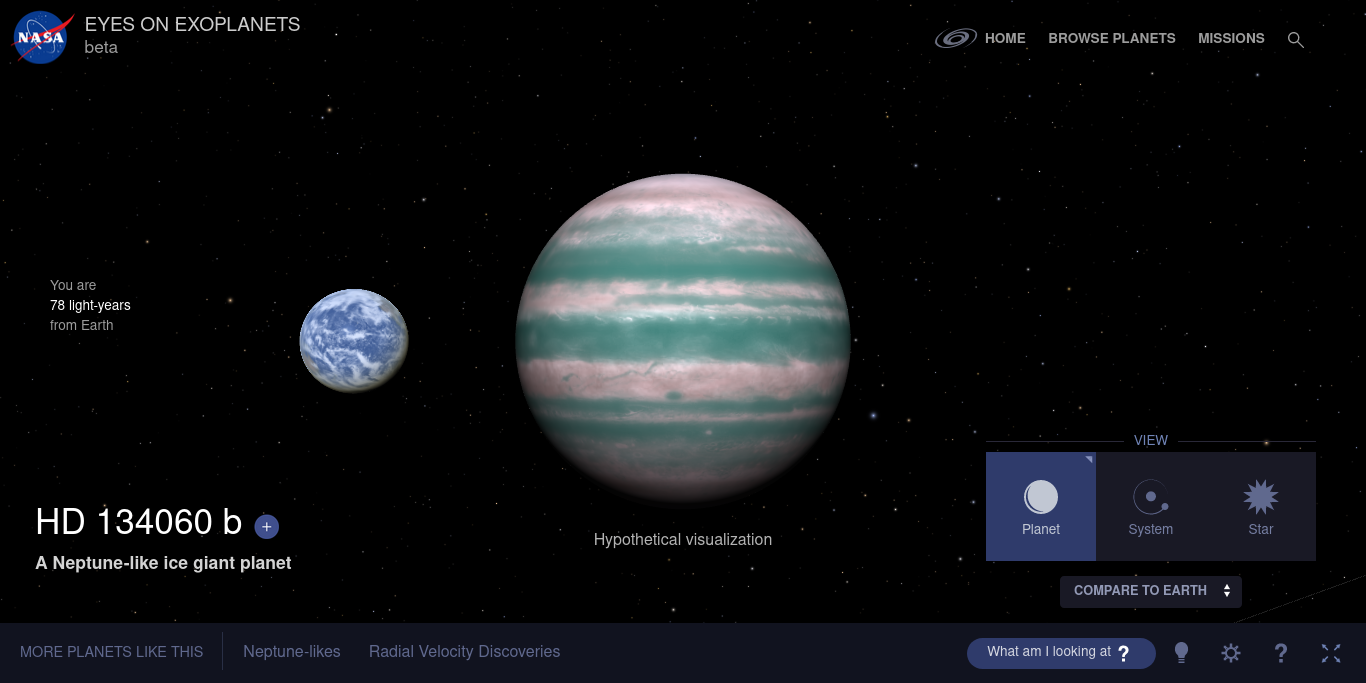 NASA
EYES ON EXOPLANETS
beta
HOME
BROWSE PLANETS
MISSIONS
You are
78 light-years
from Earth
HD 134060 b +
A Neptune-like ice giant planet
Hypothetical visualization
VIEW
Planet
System
Star
COMPARE TO EARTH
MORE PLANETS LIKE THIS
Neptune-likes
Radial Velocity Discoveries
What am I looking at ?
?